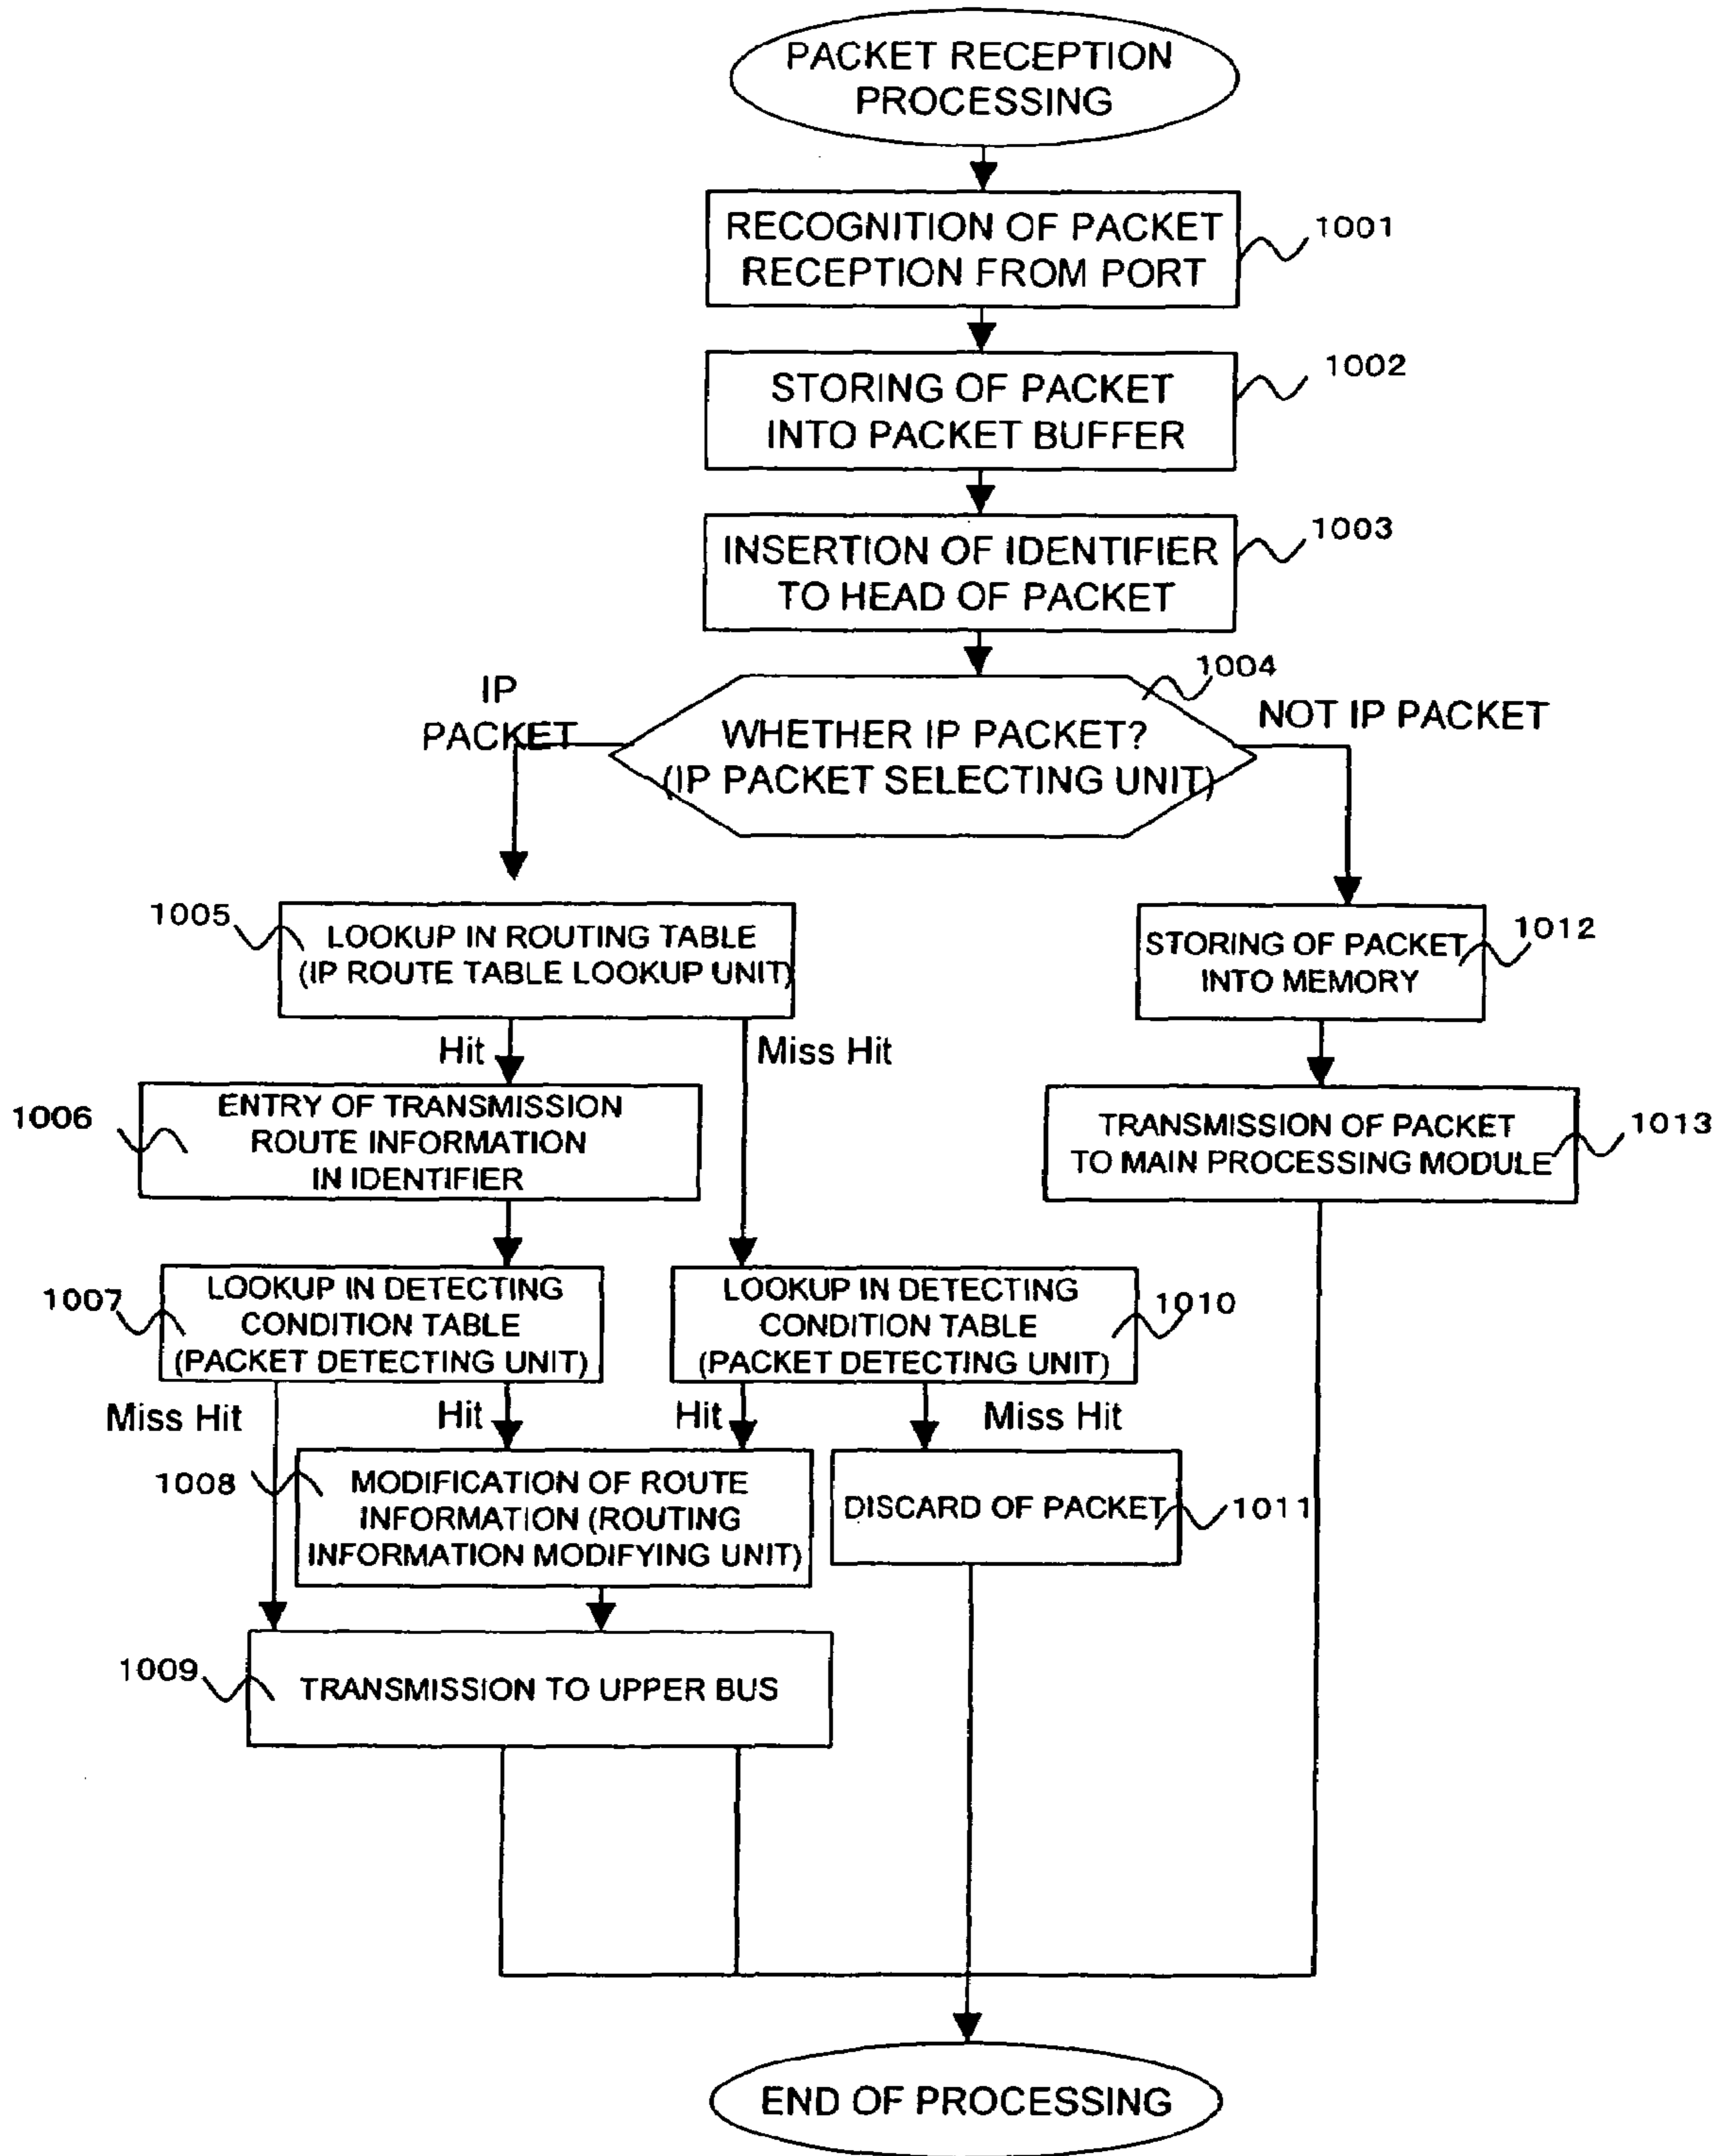 PACKET RECEPTION
PROCESSING
RECOGNITION OF PACKET
RECEPTION FROM PORT
1001
STORING OF PACKET
INTO PACKET BUFFER
1002
INSERTION OF IDENTIFIER
TO HEAD OF PACKET
1003
1004
IP
PACKET
WHETHER IP PACKET?
(IP PACKET SELECTING UNIT)
NOT IP PACKET
1005
LOOKUP IN ROUTING TABLE
(IP ROUTE TABLE LOOKUP UNIT)
STORING OF PACKET
INTO MEMORY
1012
Hit
Miss Hit
1006
ENTRY OF TRANSMISSION
ROUTE INFORMATION
IN IDENTIFIER
TRANSMISSION OF PACKET
TO MAIN PROCESSING MODULE
1013
1007
LOOKUP IN DETECTING
CONDITION TABLE
(PACKET DETECTING UNIT)
LOOKUP IN DETECTING
CONDITION TABLE
(PACKET DETECTING UNIT)
1010
Miss Hit
Hit
Hit
Miss Hit
1008
MODIFICATION OF ROUTE
INFORMATION (ROUTING
INFORMATION MODIFYING UNIT)
DISCARD OF PACKET
1011
1009
TRANSMISSION TO UPPER BUS
END OF PROCESSING